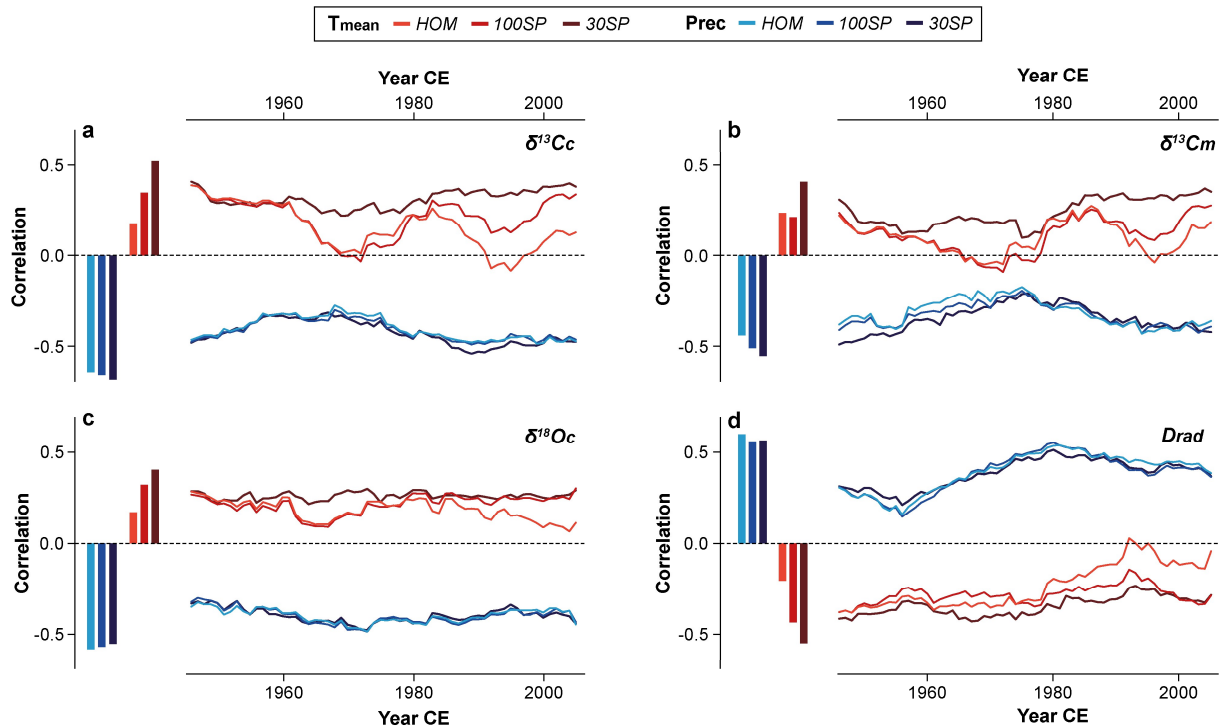 Tmean HOM 100SP 30SP Prec HOM 100SP 30SP
Year CE Year CE
1960 1980 2000 1960 1980 2000
a b
δ13Cc δ13Cm
0.5 0.5
Correlation Correlation
0.0 0.0
-0.5 -0.5
c d
δ18Oc Drad
0.5 0.5
Correlation Correlation
0.0 0.0
-0.5 -0.5
1960 1980 2000 1960 1980 2000
Year CE Year CE